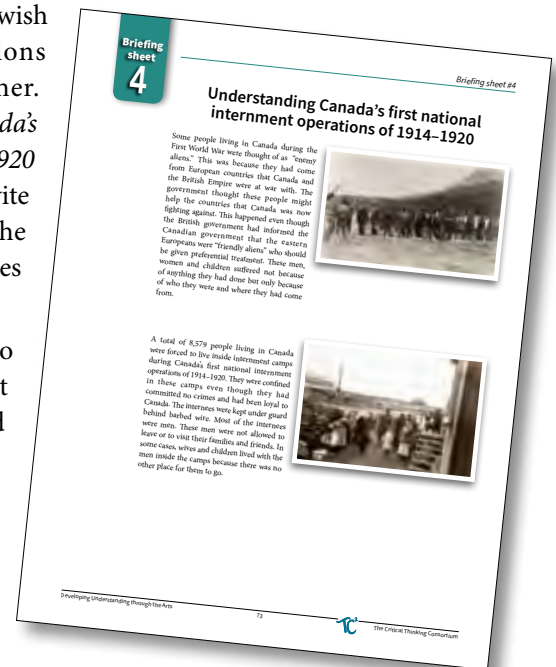 wish
ions
ner.
da's
920
rite
he
es
o
t
d
Briefing
sheet
4
Briefing sheet #4
Understanding Canada's first national
internment operations of 1914–1920
Some people living in Canada during the
First World War were thought of as "enemy
aliens." This was because they had come
from European countries that Canada and
the British Empire were at war with. The
government thought these people might
help the countries that Canada was now
fighting against. This happened even though
the British government had informed the
Canadian government that the eastern
Europeans were "friendly aliens" who should
be given preferential treatment. These men,
women and children suffered not because
of anything they had done but only because
of who they were and where they had come
from.
A total of 8,579 people living in Canada
were forced to live inside internment camps
during Canada's first national internment
operations of 1914–1920. They were confined
in these camps even though they had
committed no crimes and had been loyal to
Canada. The internees were kept under guard
behind barbed wire. Most of the internees
were men. These men were not allowed to
leave or to visit their families and friends. In
some cases, wives and children lived with the
men inside the camps because there was no
other place for them to go.
Developing Understanding through the Arts
73
TC²
The Critical Thinking Consortium